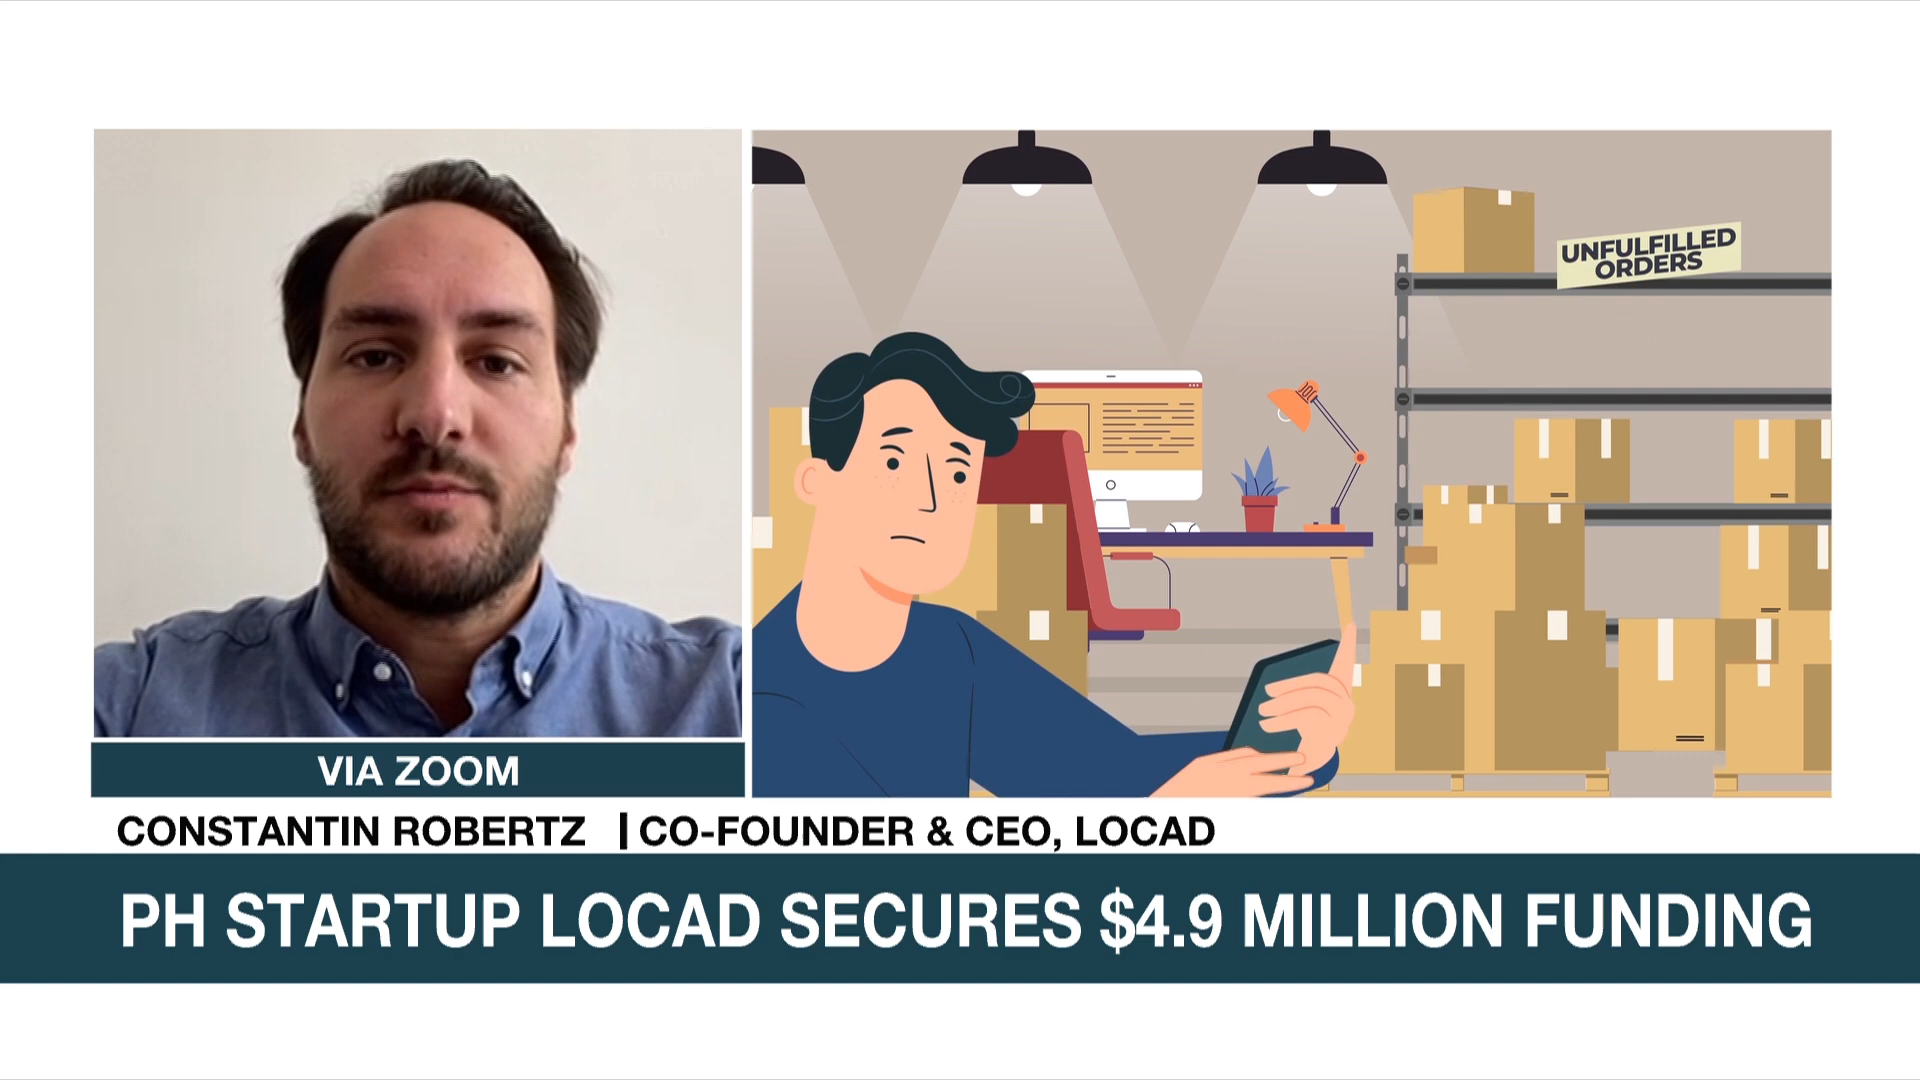 UNFULFILLED
ORDERS
VIA ZOOM
CONSTANTIN ROBERTZ | CO-FOUNDER & CEO, LOCAD
PH STARTUP LOCAD SECURES $4.9 MILLION FUNDING